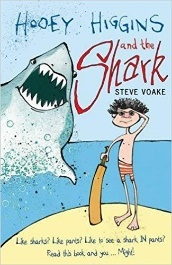 HOOEY HIGGINS
and the
Shark
STEVE VOAKE
Like sharks? Like pants? Like to see a shark IN pants?
Read this book and you ... Might!